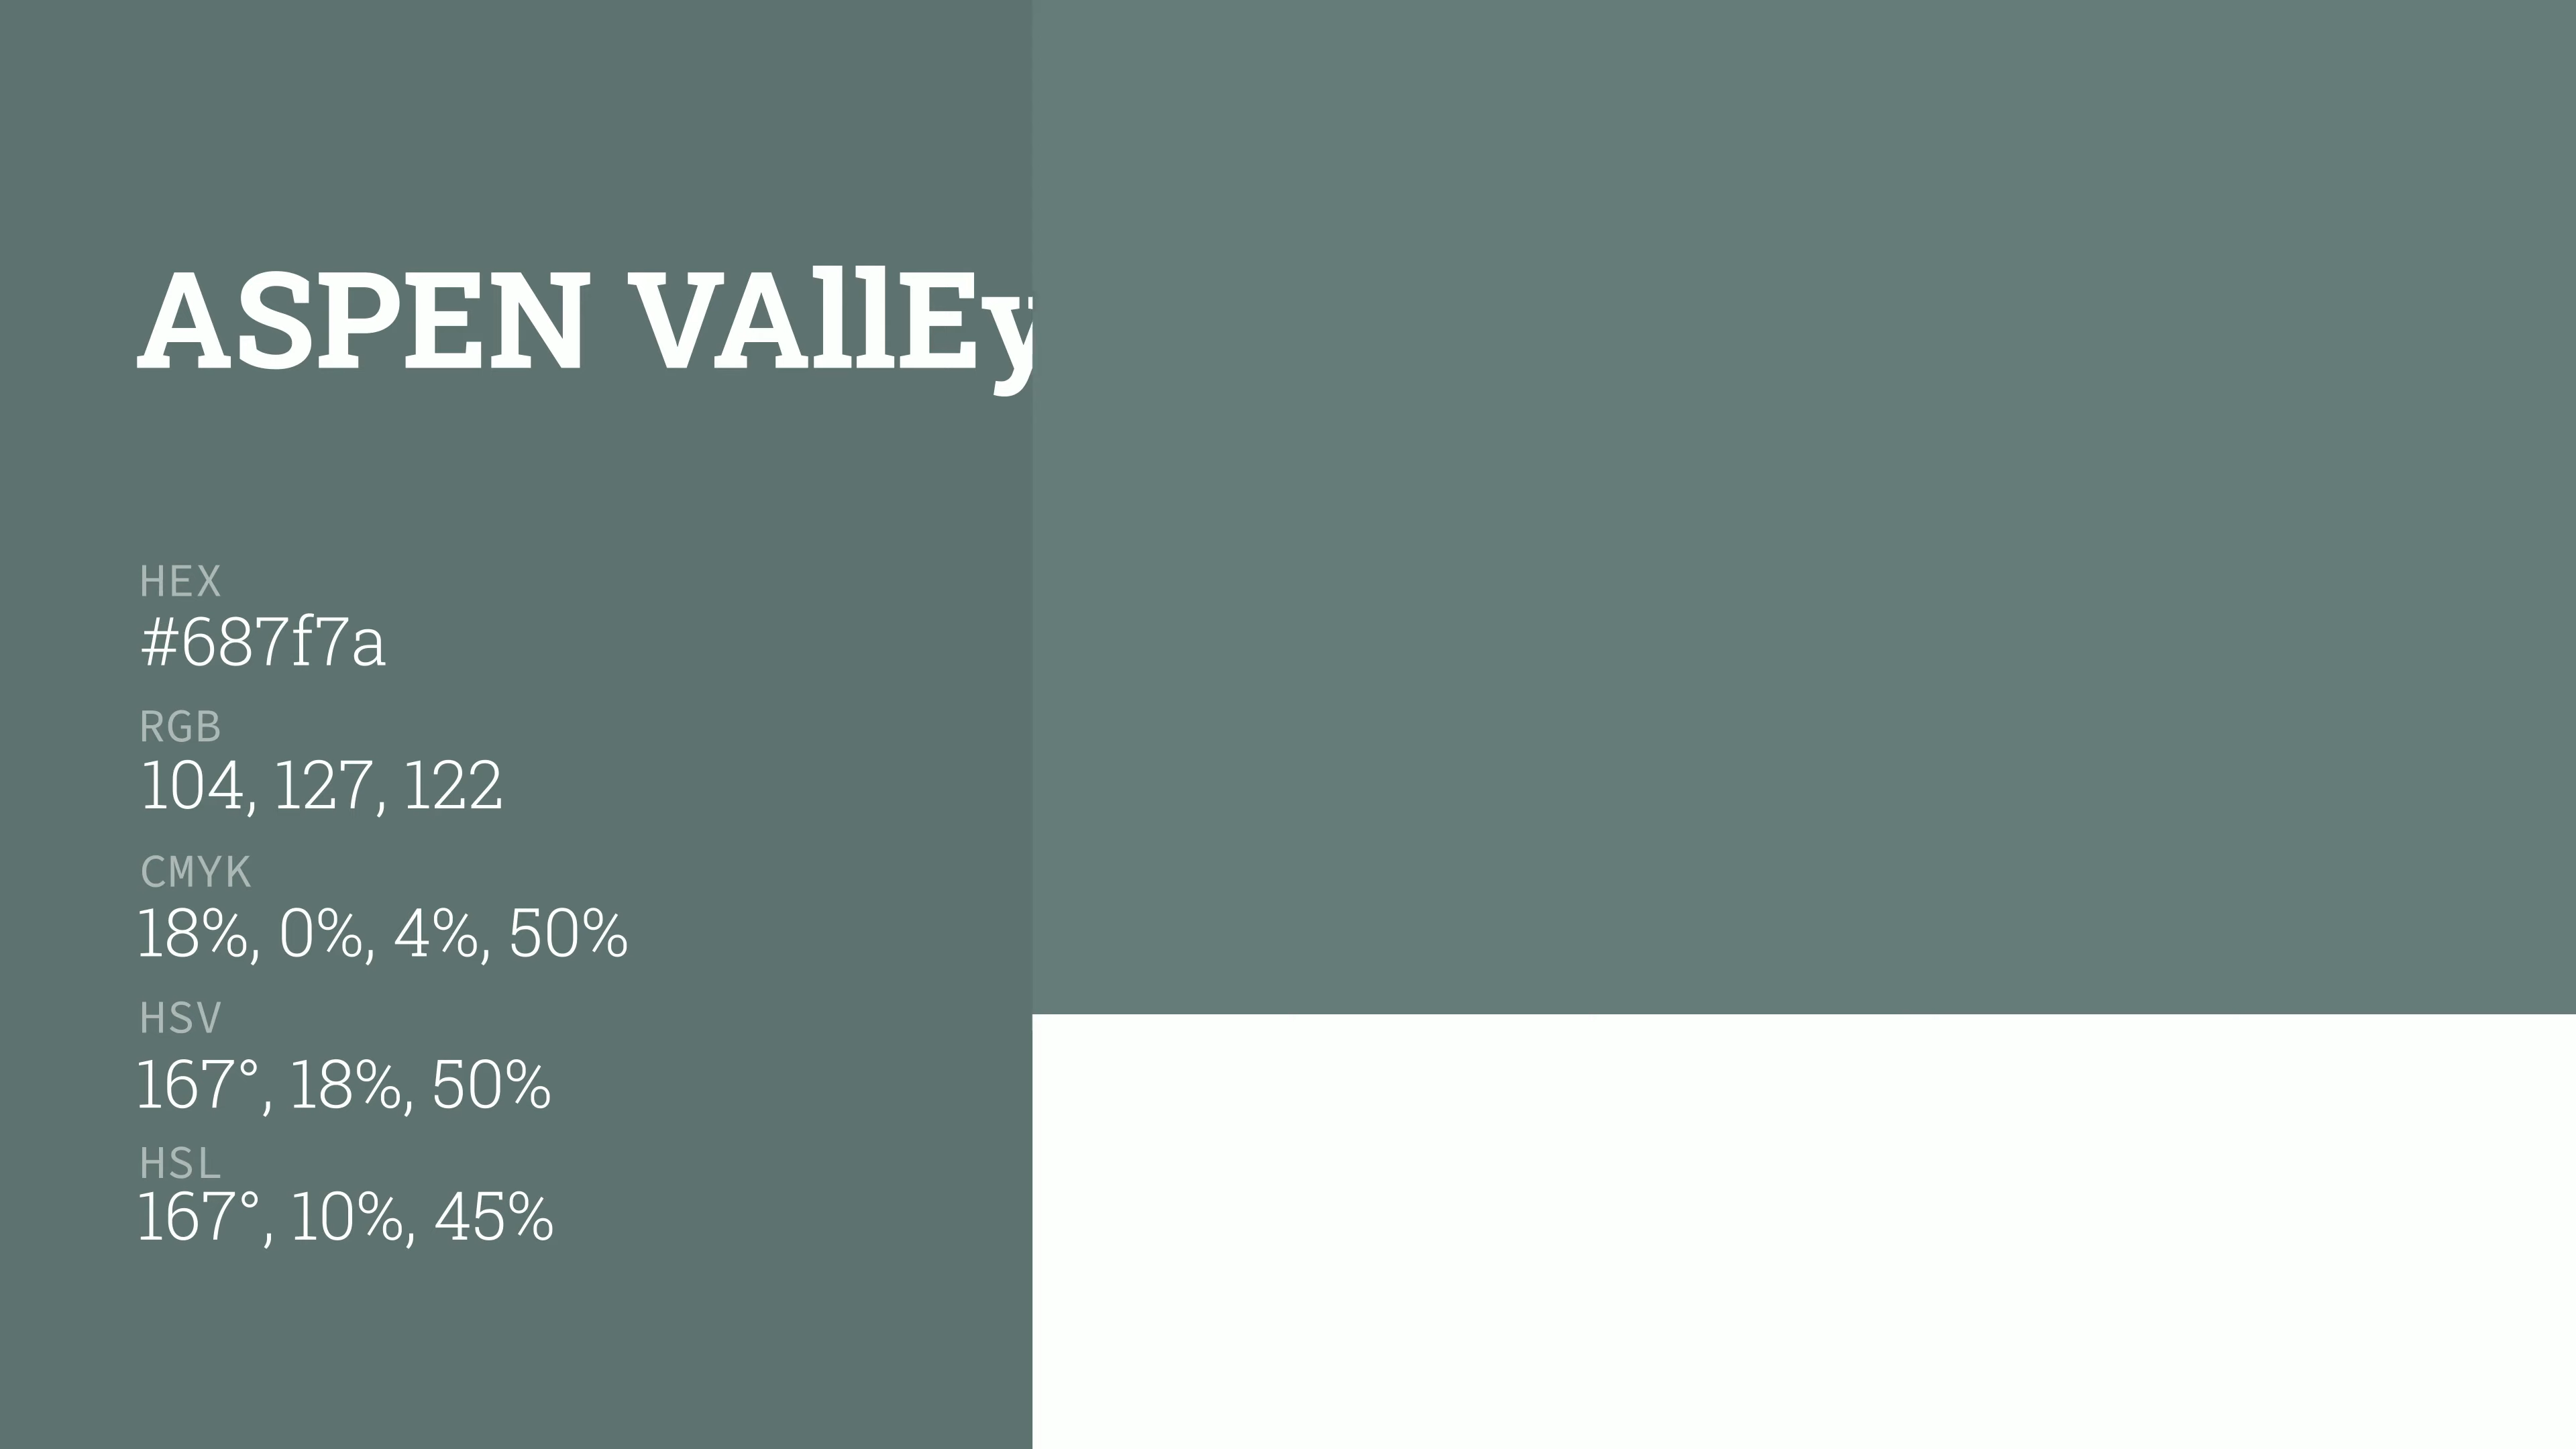 ASPEN VAllEy
HEX
#687f7a
RGB
104, 127, 122
CMYK
18%, 0%, 4%, 50%
HSV
167°, 18%, 50%
HSL
167°, 10%, 45%